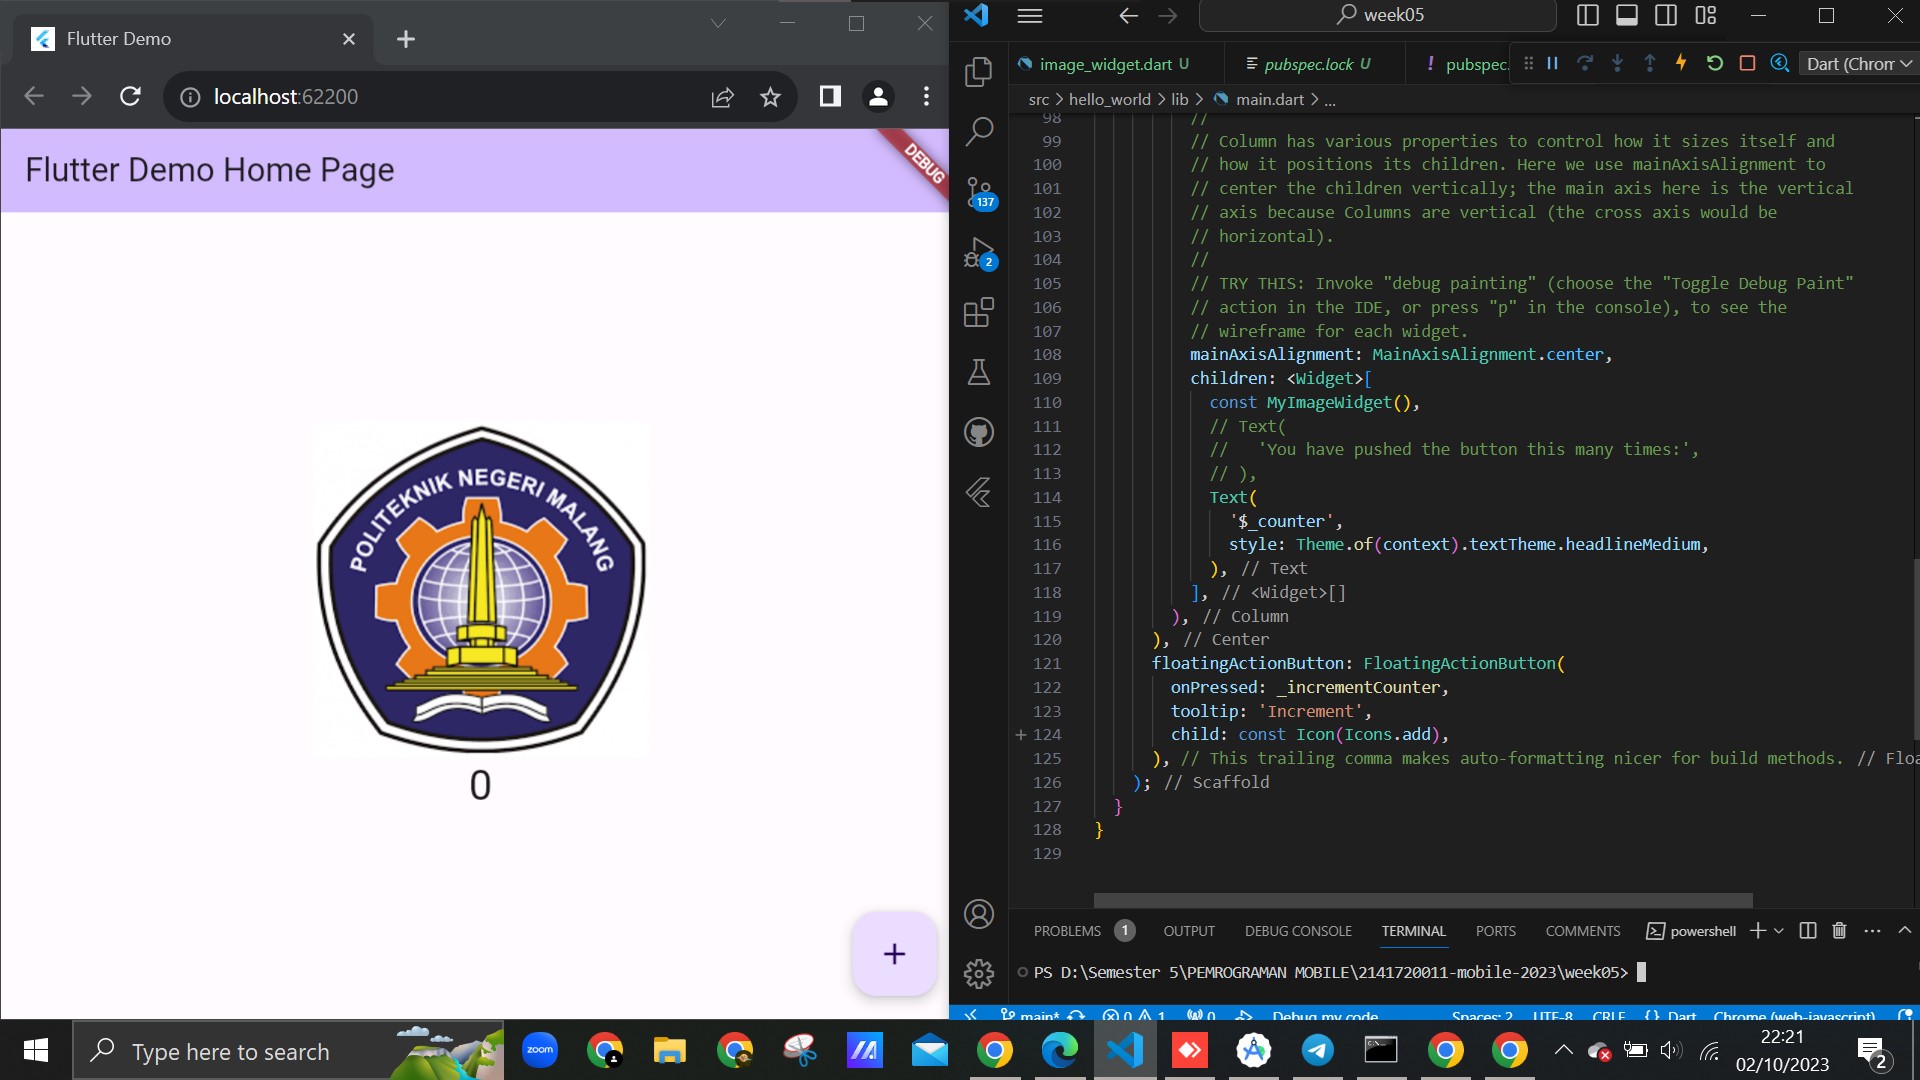 Flutter Demo
localhost:62200
Flutter Demo Home Page
DEBUG
POLITEKNIK NEGERI MALANG
0
week05
image_widget.dart U
pubspec.lock U
! pubspec.
Dart (Chrom
src > hello_world > lib > main.dart > ...
98 //
99 // Column has various properties to control how it sizes itself and
100 // how it positions its children. Here we use mainAxisAlignment to
101 // center the children vertically; the main axis here is the vertical
102 // axis because Columns are vertical (the cross axis would be
103 // horizontal).
104 //
105 // TRY THIS: Invoke "debug painting" (choose the "Toggle Debug Paint"
106 // action in the IDE, or press "p" in the console), to see the
107 // wireframe for each widget.
108 mainAxisAlignment: MainAxisAlignment.center,
109 children: <Widget>[
110 const MyImageWidget(),
111 // Text(
112 //   'You have pushed the button this many times:',
113 // ),
114 Text(
115 '$_counter',
116 style: Theme.of(context).textTheme.headlineMedium,
117 ), // Text
118 ], // <Widget>[]
119 ), // Column
120 ), // Center
121 floatingActionButton: FloatingActionButton(
122 onPressed: _incrementCounter,
123 tooltip: 'Increment',
124 child: const Icon(Icons.add),
125 ), // This trailing comma makes auto-formatting nicer for build methods. // Floa
126 ); // Scaffold
127 }
128 }
129
137
2
PROBLEMS 1 OUTPUT DEBUG CONSOLE TERMINAL PORTS COMMENTS powershell
PS D:\Semester 5\PEMROGRAMAN MOBILE\2141720011-mobile-2023\week05>
main* 0 1 0 Debug my code Spaces: 2 UTF-8 CRLF {} Dart Chrome (web-javascript)
Type here to search
zoom
22:21
02/10/2023
2